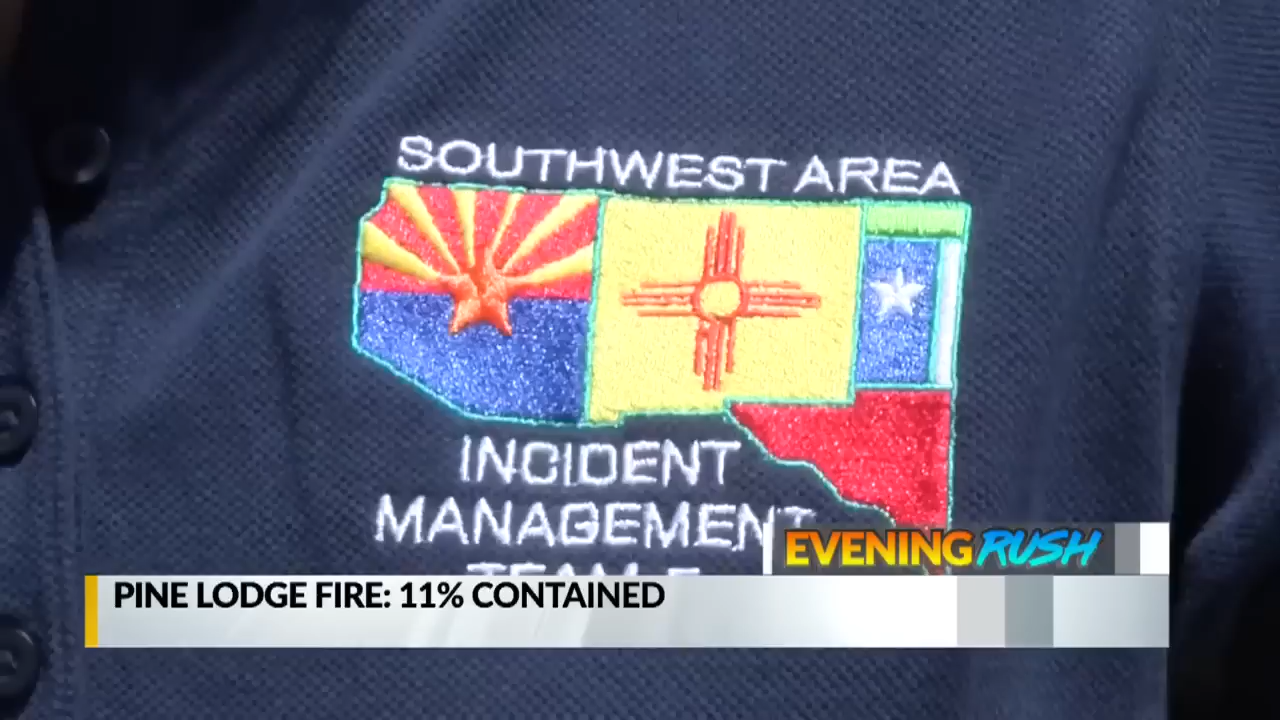 SOUTHWEST AREA
INCIDENT
MANAGEMENT
EVENING RUSH
PINE LODGE FIRE: 11% CONTAINED